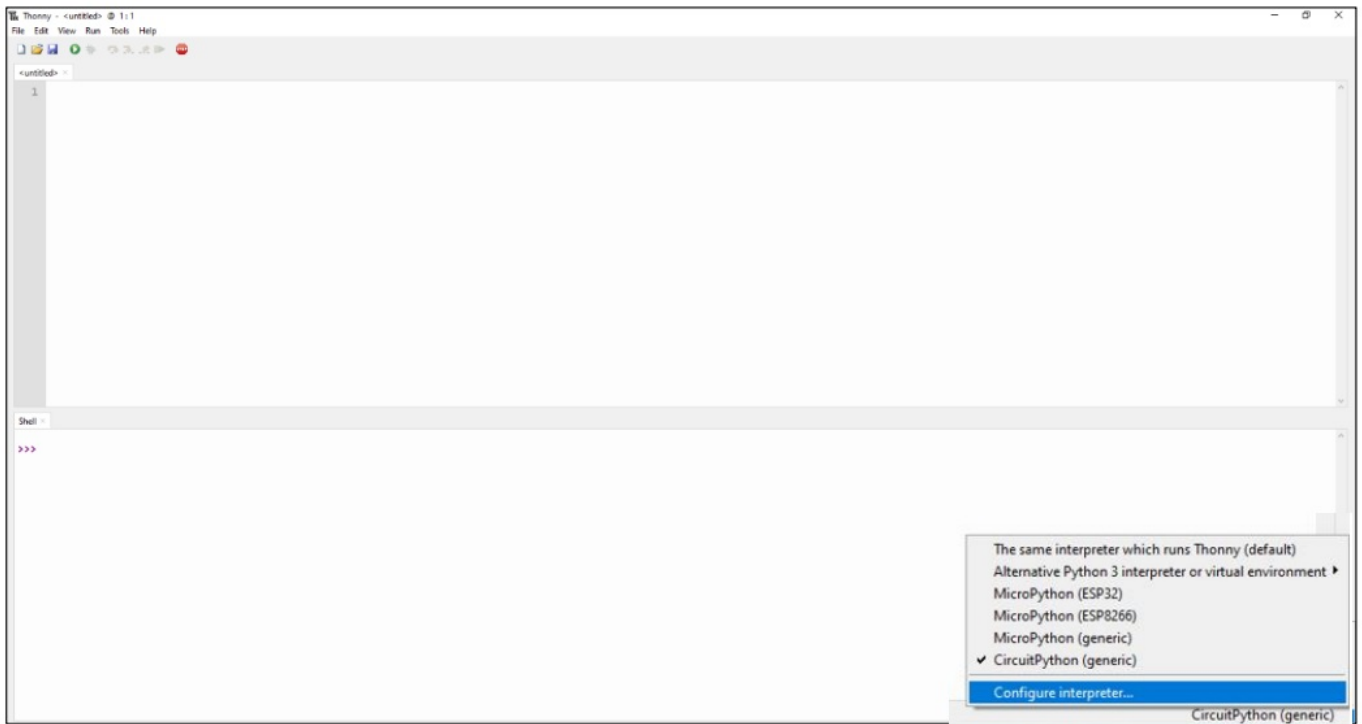 Thonny - <untitled> @ 1:1
File Edit View Run Tools Help
<untitled>
1
Shell
>>>
The same interpreter which runs Thonny (default)
Alternative Python 3 interpreter or virtual environment
MicroPython (ESP32)
MicroPython (ESP8266)
MicroPython (generic)
✔ CircuitPython (generic)
Configure interpreter...
CircuitPython (generic)